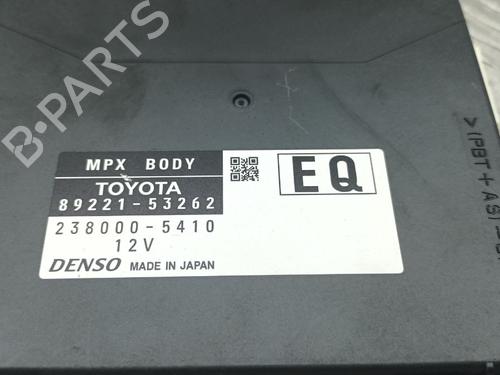 MPX BODY
TOYOTA
89221-53262
238000-5410
12V
DENSO MADE IN JAPAN
EQ
B-PARTS